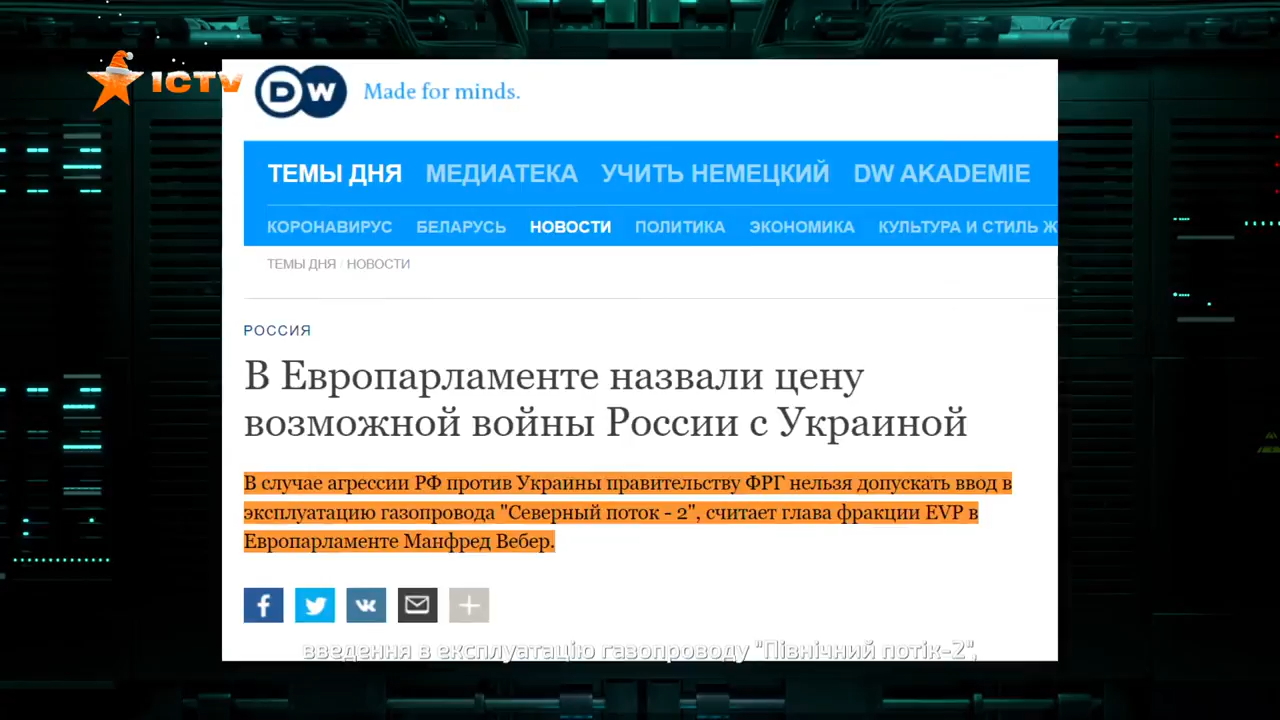 ICTV
DW
Made for minds.
ТЕМЫ ДНЯ МЕДИАТЕКА УЧИТЬ НЕМЕЦКИЙ DW AKADEMIE
КОРОНАВИРУС БЕЛАРУСЬ НОВОСТИ ПОЛИТИКА ЭКОНОМИКА КУЛЬТУРА И СТИЛЬ Ж
ТЕМЫ ДНЯ / НОВОСТИ
РОССИЯ
В Европарламенте назвали цену
возможной войны России с Украиной
В случае агрессии РФ против Украины правительству ФРГ нельзя допускать ввод в
эксплуатацию газопровода "Северный поток - 2", считает глава фракции EVP в
Европарламенте Манфред Вебер.
введення в експлуатацію газопроводу "Північний потік-2",